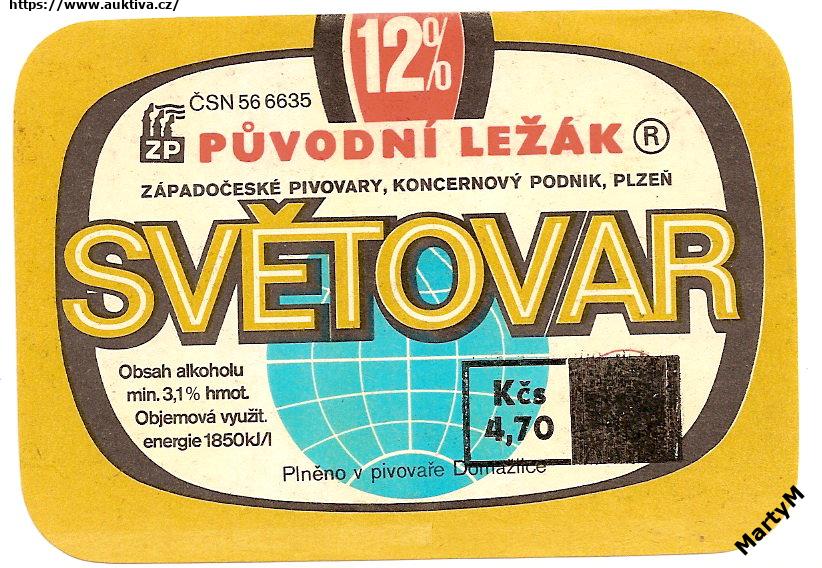 https://www.auktiva.cz/
12%
ČSN 56 6635
ZP PŮVODNÍ LEŽÁK ®
ZÁPADOČESKÉ PIVOVARY, KONCERNOVÝ PODNIK, PLZEŇ
SVĚTOVAR
Obsah alkoholu
min. 3,1% hmot.
Objemová využit.
energie 1850kJ/l
Kčs
4,70
Plněno v pivovaře Domažlice
MartyM